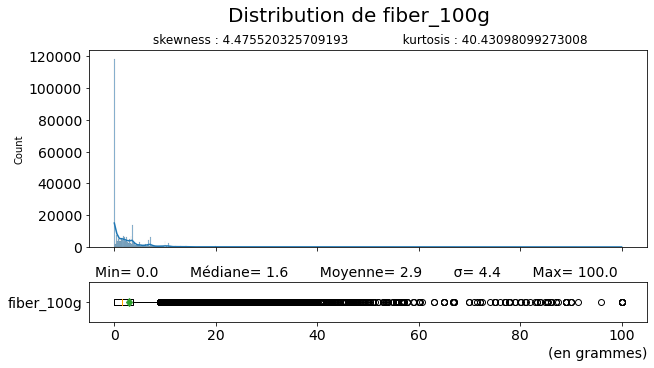 Distribution de fiber_100g
skewness : 4.475520325709193 kurtosis : 40.43098099273008
120000
100000
80000
60000
40000
20000
0
Count
Min= 0.0 Médiane= 1.6 Moyenne= 2.9 σ= 4.4 Max= 100.0
fiber_100g
0 20 40 60 80 100
(en grammes)